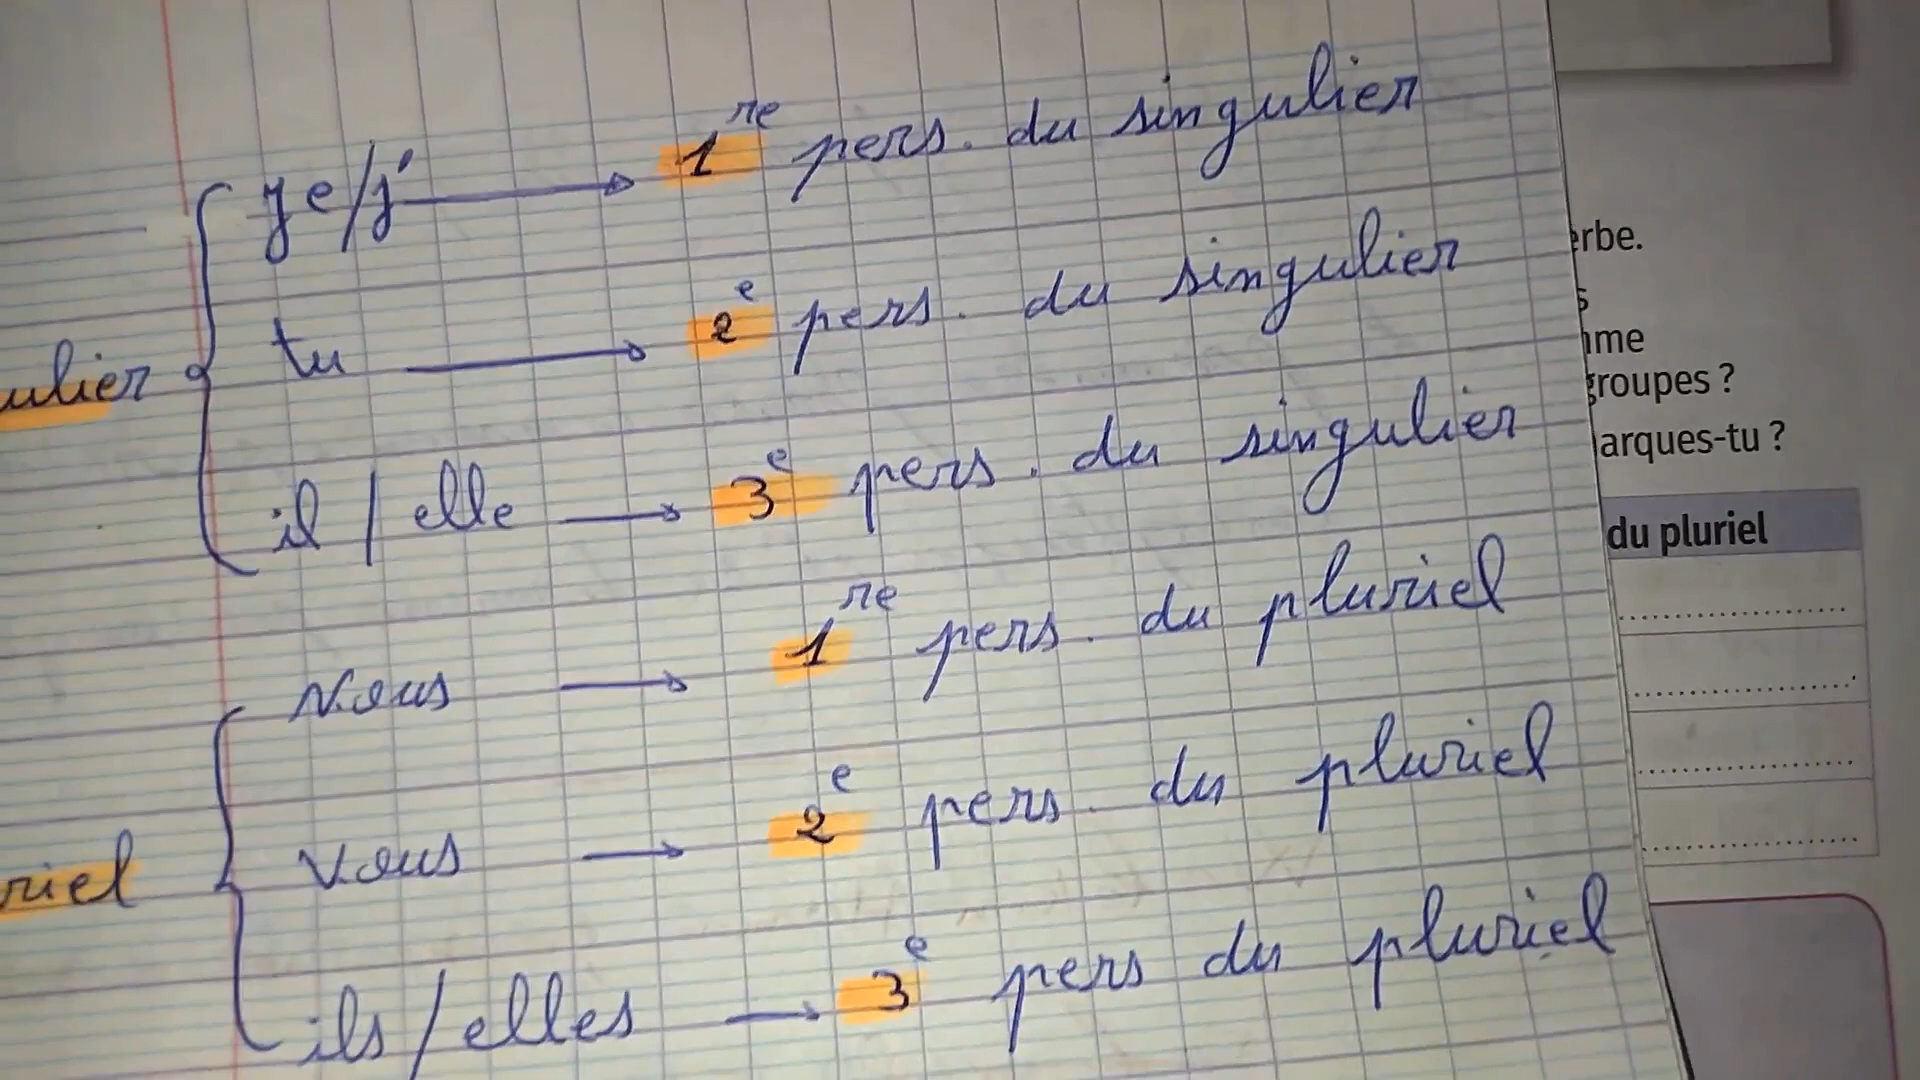 je/j' → 1re pers. du singulier
tu → 2e pers. du singulier
ulier
il / elle → 3e pers. du singulier
nous → 1re pers. du pluriel
vous → 2e pers. du pluriel
riel
ils / elles → 3e pers du pluriel
erbe.
s
mme
groupes ?
arques-tu ?
du pluriel